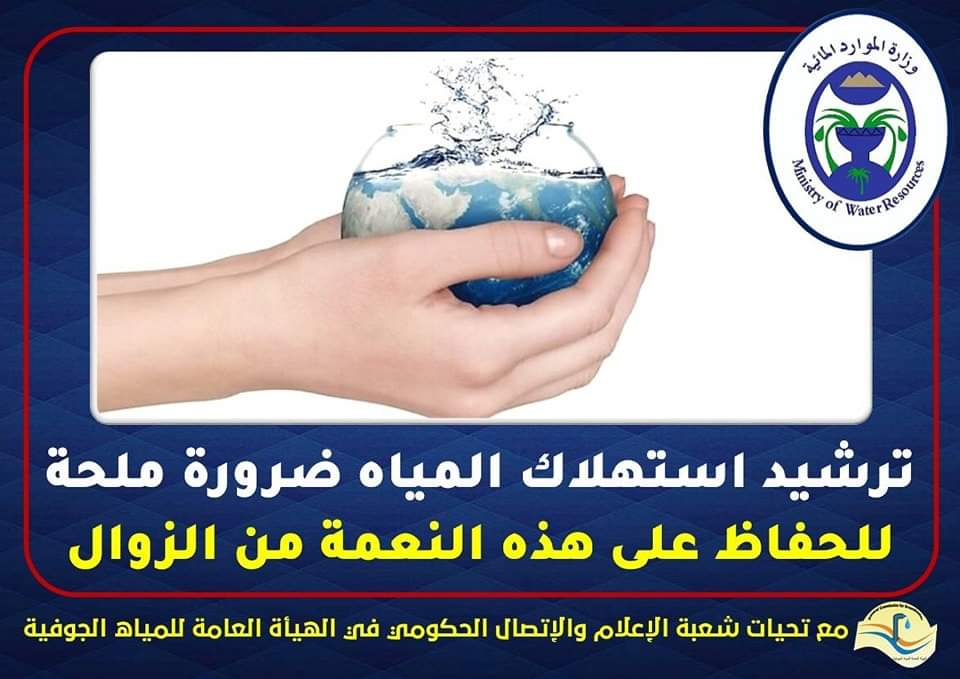 وزارة الموارد المائية
Ministry of Water Resources
ترشيد استهلاك المياه ضرورة ملحة
للحفاظ على هذه النعمة من الزوال
مع تحيات شعبة الإعلام والإتصال الحكومي في الهيأة العامة للمياه الجوفية